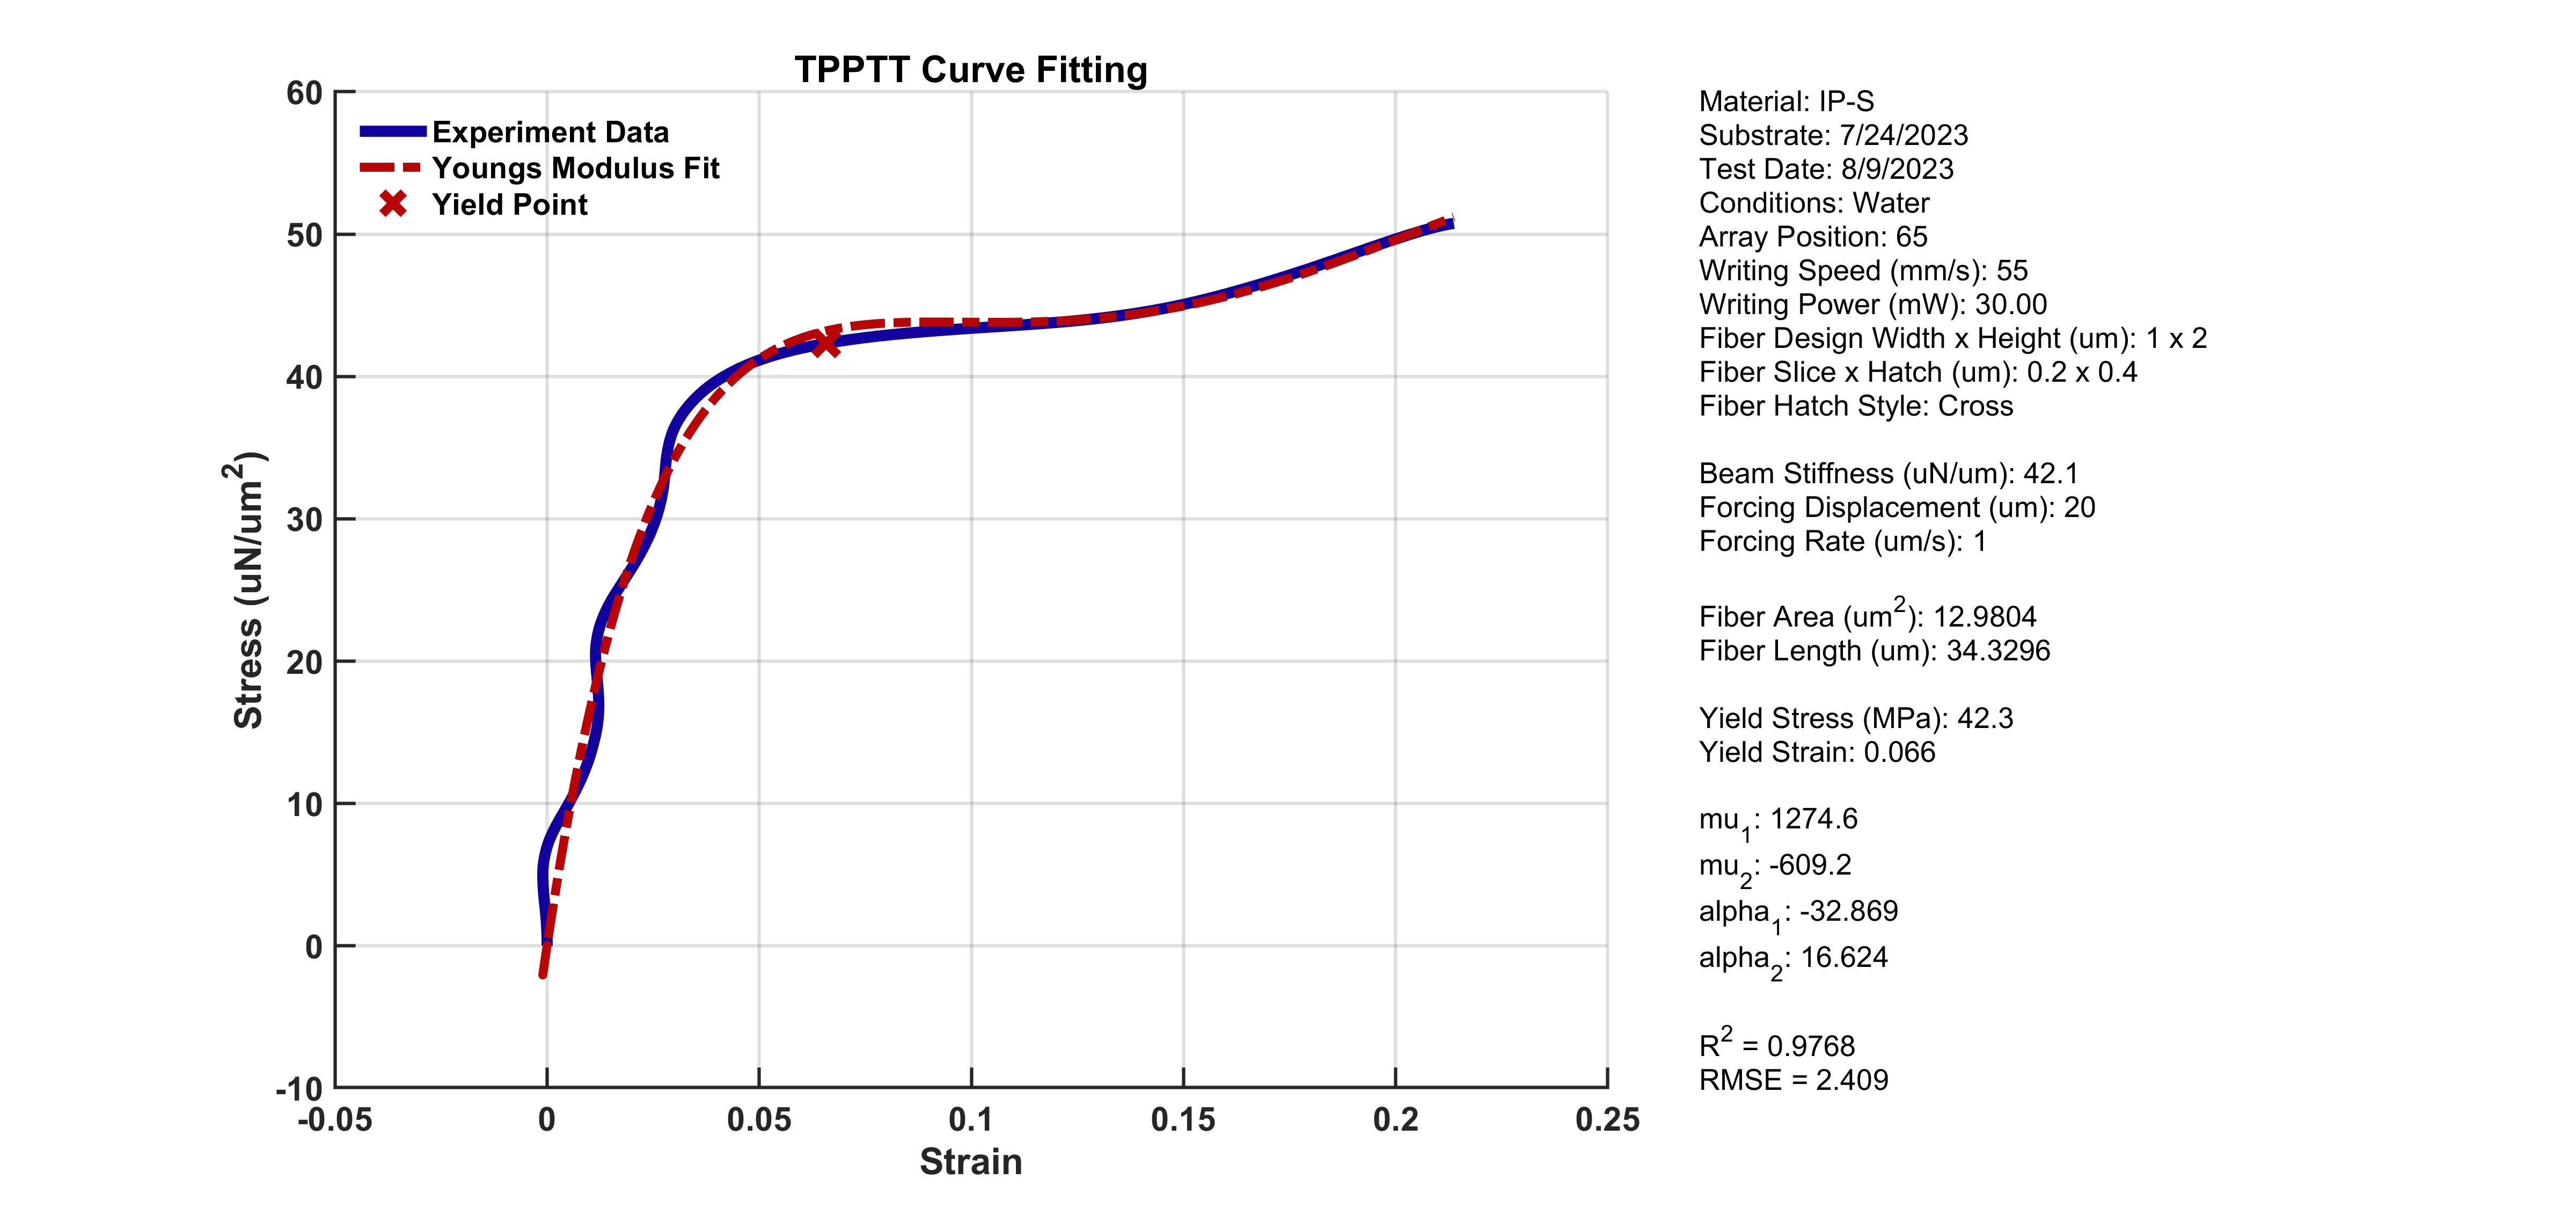 TPPTT Curve Fitting
60
50
40
30
20
10
0
-10
-0.05
0
0.05
0.1
0.15
0.2
0.25
Stress (uN/um²)
Strain
Experiment Data
Youngs Modulus Fit
Yield Point
Material: IP-S
Substrate: 7/24/2023
Test Date: 8/9/2023
Conditions: Water
Array Position: 65
Writing Speed (mm/s): 55
Writing Power (mW): 30.00
Fiber Design Width x Height (um): 1 x 2
Fiber Slice x Hatch (um): 0.2 x 0.4
Fiber Hatch Style: Cross
Beam Stiffness (uN/um): 42.1
Forcing Displacement (um): 20
Forcing Rate (um/s): 1
Fiber Area (um²): 12.9804
Fiber Length (um): 34.3296
Yield Stress (MPa): 42.3
Yield Strain: 0.066
mu₁: 1274.6
mu₂: -609.2
alpha₁: -32.869
alpha₂: 16.624
R² = 0.9768
RMSE = 2.409